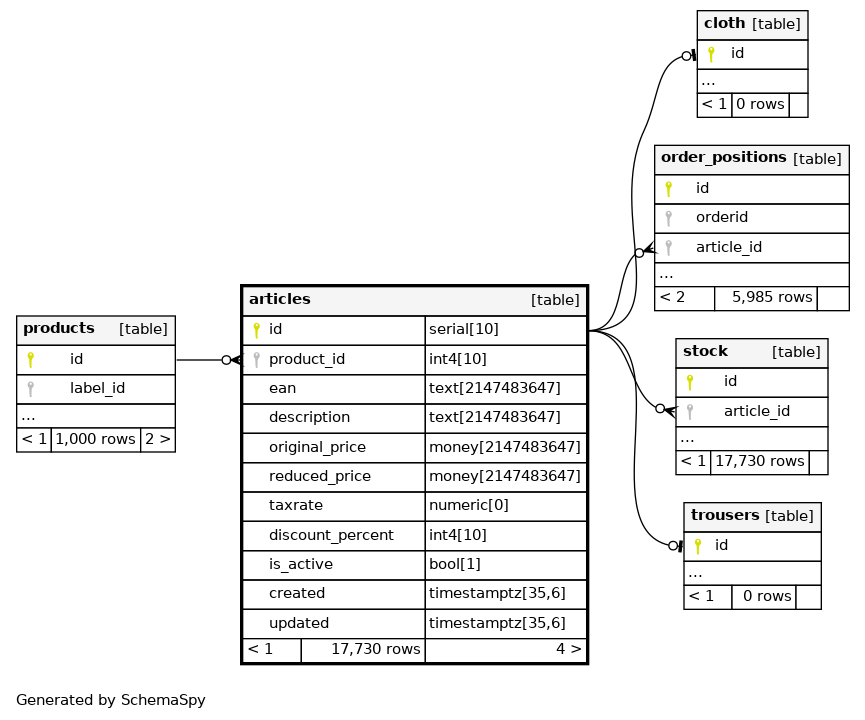 cloth [table]
id
...
< 1 0 rows
order_positions [table]
id
orderid
article_id
...
< 2 5,985 rows
articles [table]
id serial[10]
product_id int4[10]
ean text[2147483647]
description text[2147483647]
original_price money[2147483647]
reduced_price money[2147483647]
taxrate numeric[0]
discount_percent int4[10]
is_active bool[1]
created timestamptz[35,6]
updated timestamptz[35,6]
< 1 17,730 rows 4 >
products [table]
id
label_id
...
< 1 1,000 rows 2 >
stock [table]
id
article_id
...
< 1 17,730 rows
trousers [table]
id
...
< 1 0 rows
Generated by SchemaSpy